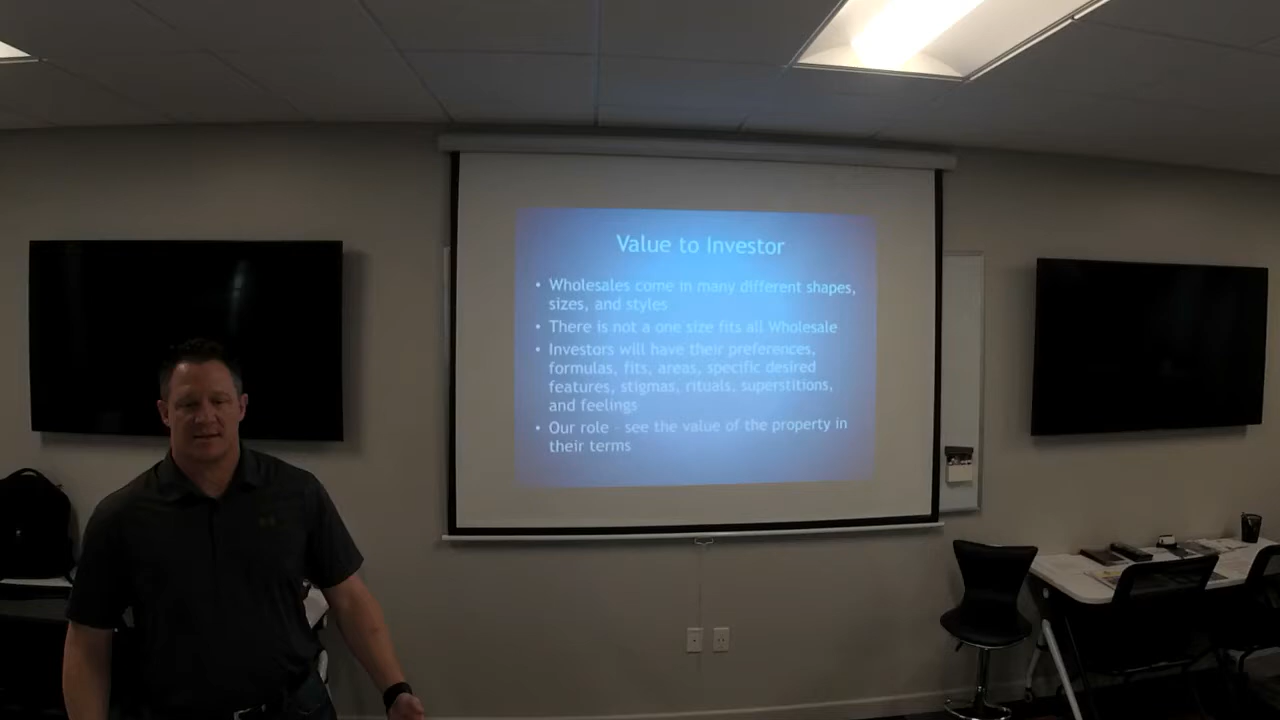 Value to Investor
• Wholesales come in many different shapes,
sizes, and styles
• There is not a one size fits all Wholesale
• Investors will have their preferences,
formulas, fits, areas, specific desired
features, stigmas, rituals, superstitions,
and feelings
• Our role – see the value of the property in
their terms